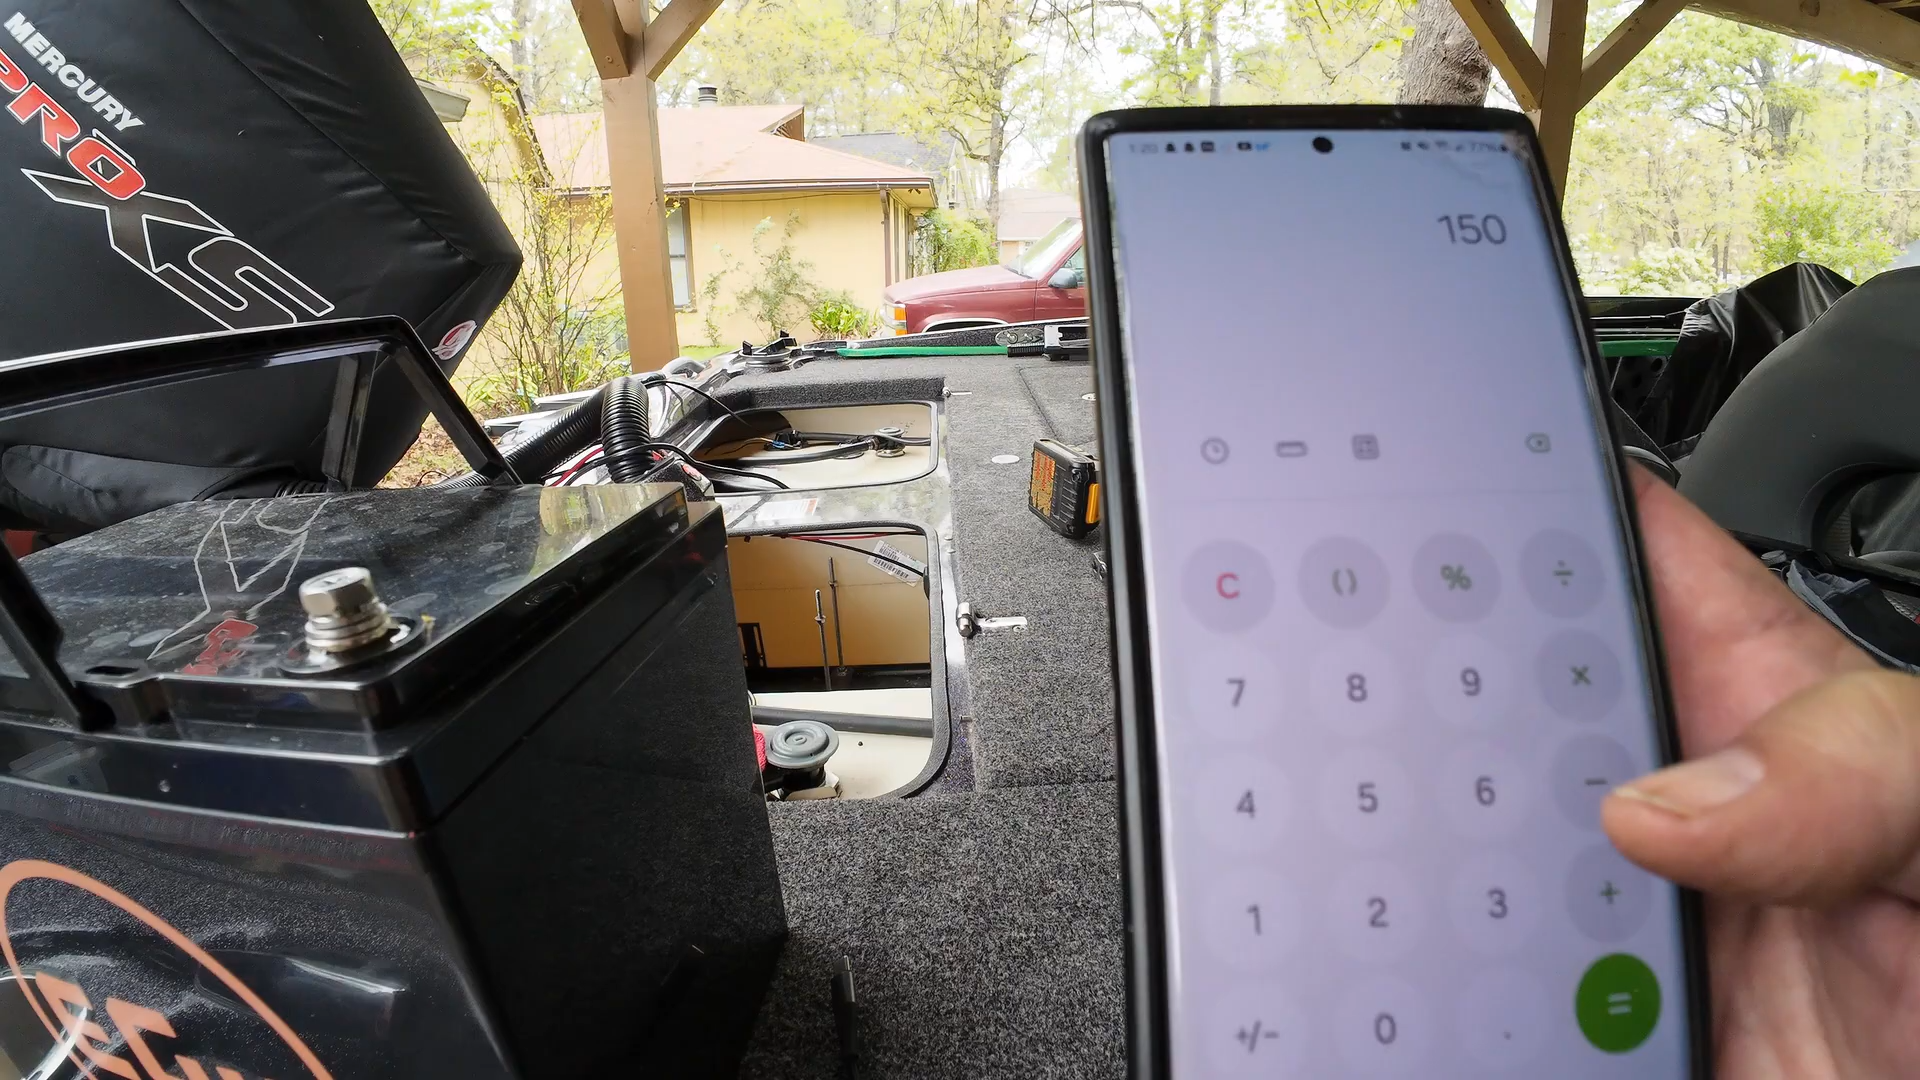 MERCURY
PRO XS
150
C () % ÷
7 8 9 ×
4 5 6 −
1 2 3 +
+/− 0 . =